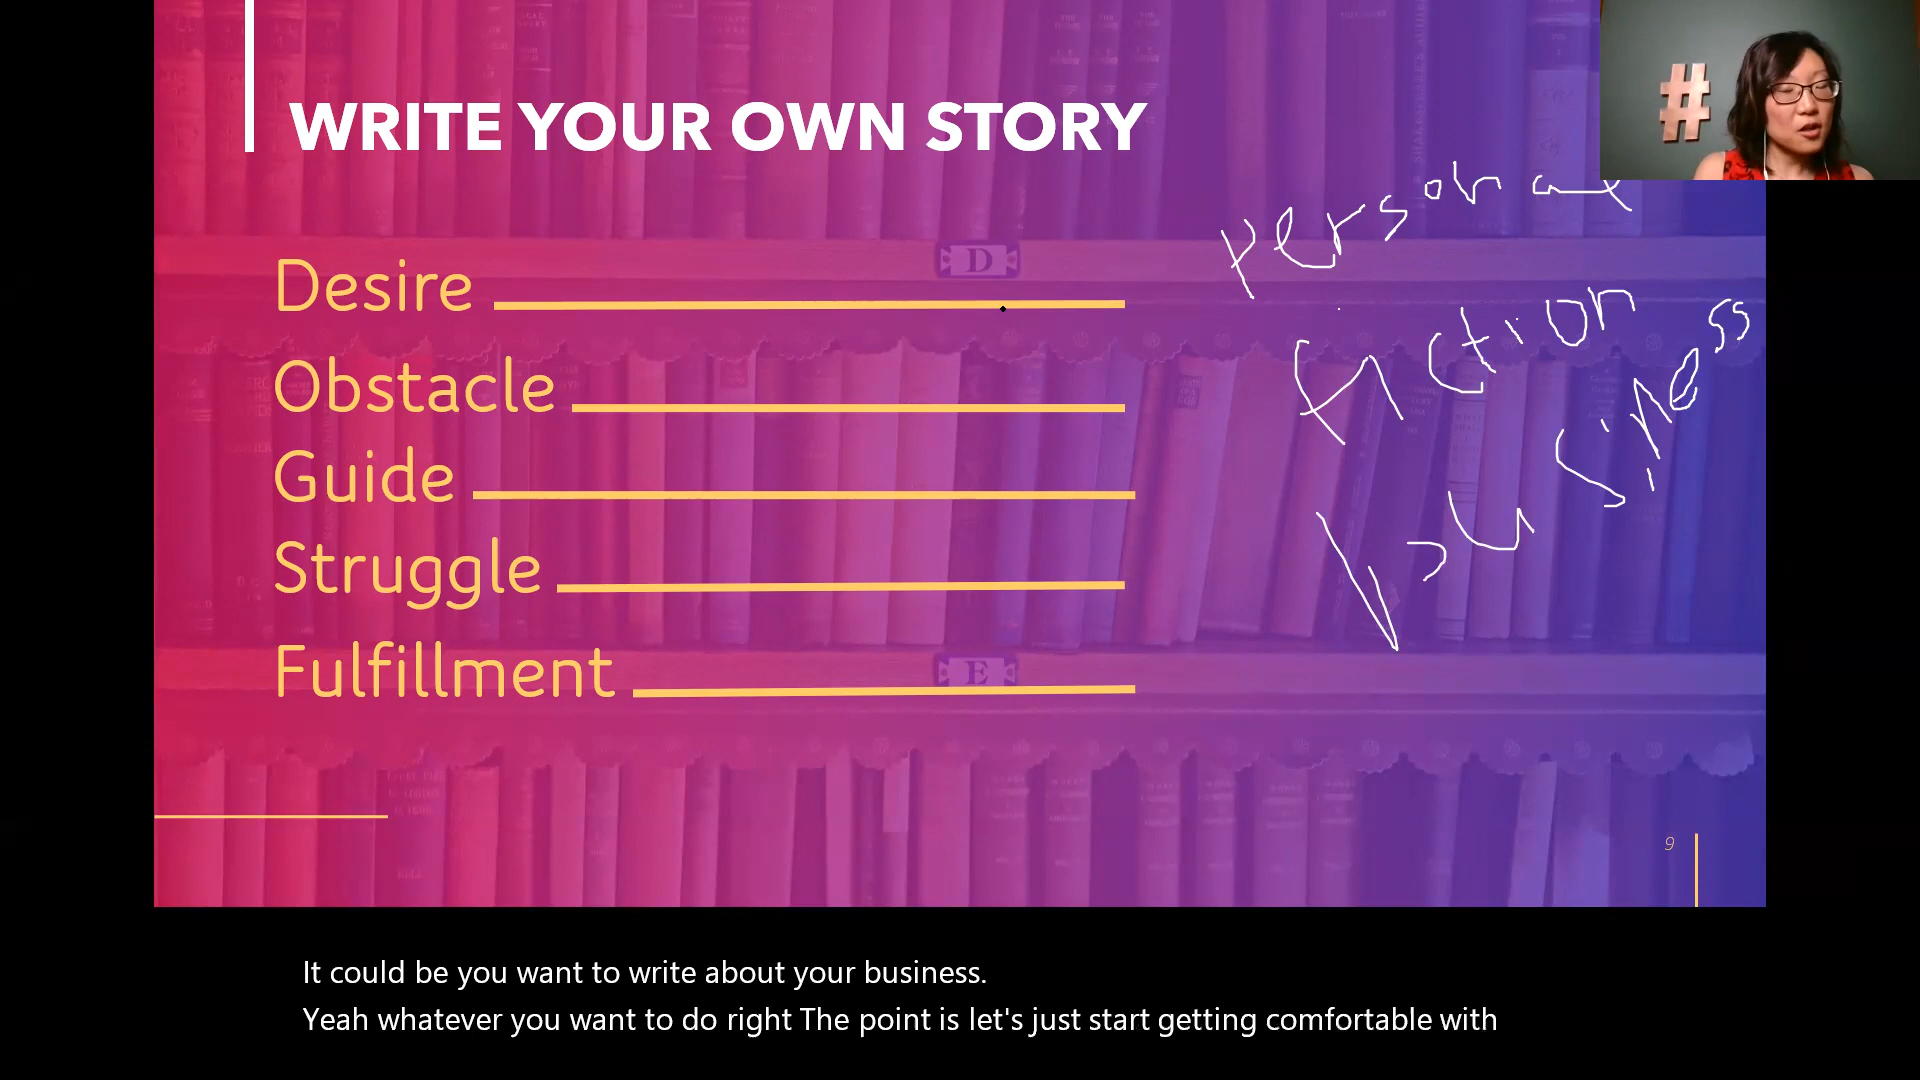 WRITE YOUR OWN STORY
Desire
Obstacle
Guide
Struggle
Fulfillment
personal
fiction
business
D
E
#
9
It could be you want to write about your business.
Yeah whatever you want to do right The point is let's just start getting comfortable with